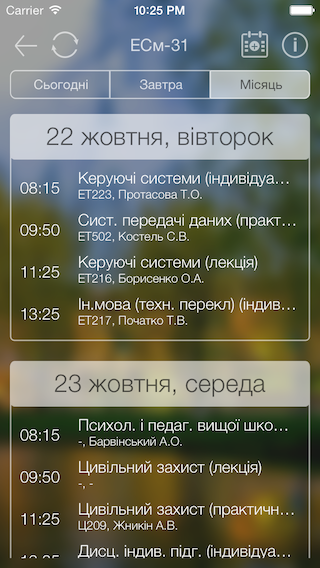 Carrier 10:25 PM
ЕСм-31
Сьогодні Завтра Місяць
22 жовтня, вівторок
08:15 Керуючі системи (індивідуа…
ЕТ223, Протасова Т.О.
09:50 Сист. передачі даних (практ…
ЕТ502, Костель С.В.
11:25 Керуючі системи (лекція)
ЕТ216, Борисенко О.А.
13:25 Ін.мова (техн. перекл) (індив…
ЕТ217, Початко Т.В.
23 жовтня, середа
08:15 Психол. і педаг. вищої шко…
-, Барвінський А.О.
09:50 Цивільний захист (лекція)
-, -
11:25 Цивільний захист (практичн…
Ц209, Жникін А.В.
Дисц. індив. підг. (індивідуа…